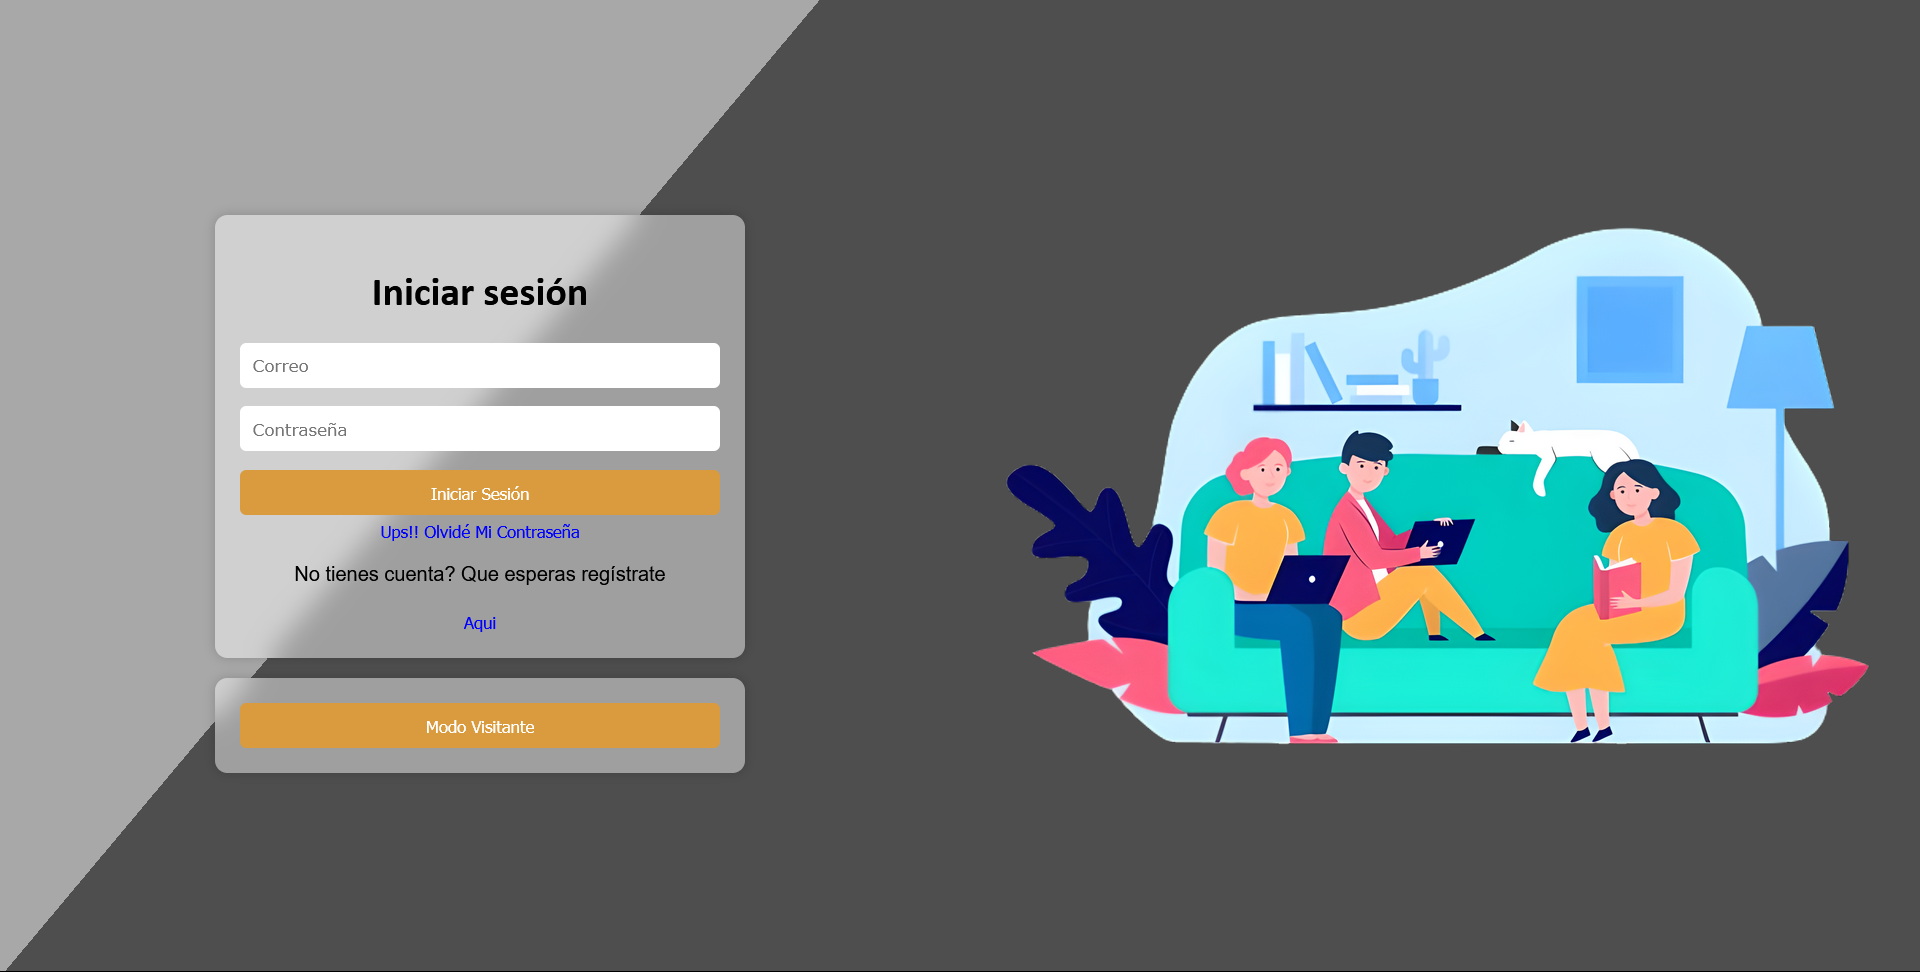 Iniciar sesión
Correo
Contraseña
Iniciar Sesión
Ups!! Olvidé Mi Contraseña
No tienes cuenta? Que esperas regístrate
Aqui
Modo Visitante